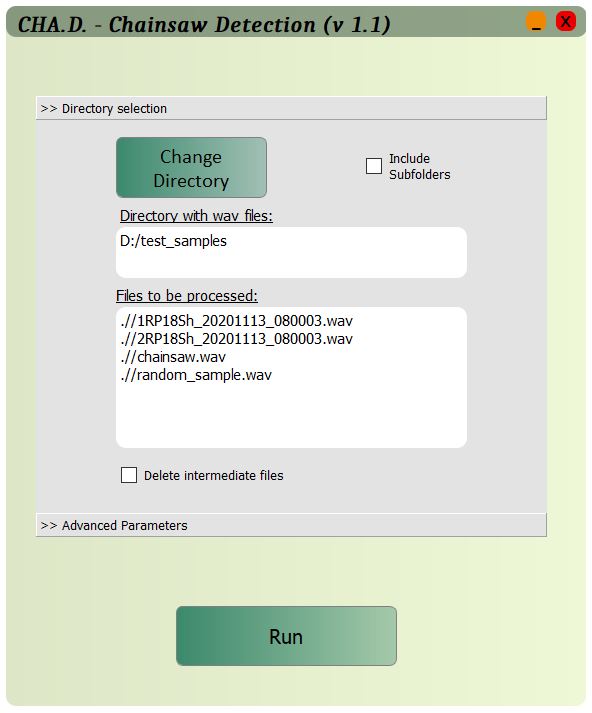 CHA.D. - Chainsaw Detection (v 1.1)
_ X
>> Directory selection
Change
Directory
Include
Subfolders
Directory with wav files:
D:/test_samples
Files to be processed:
.//1RP18Sh_20201113_080003.wav
.//2RP18Sh_20201113_080003.wav
.//chainsaw.wav
.//random_sample.wav
Delete intermediate files
>> Advanced Parameters
Run